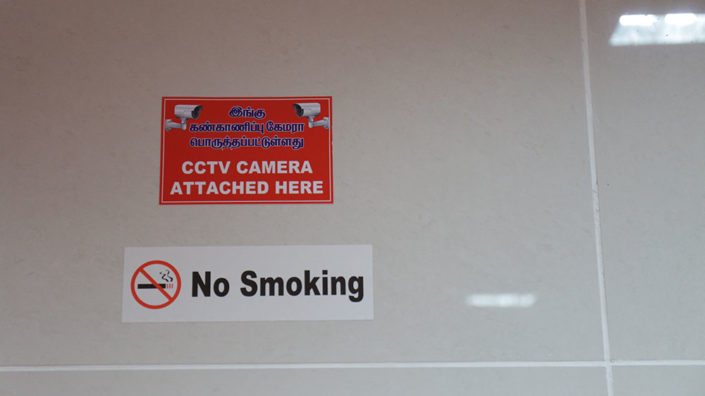 இங்கு
கண்காணிப்பு கேமரா
பொருத்தப்பட்டுள்ளது
CCTV CAMERA
ATTACHED HERE
No Smoking